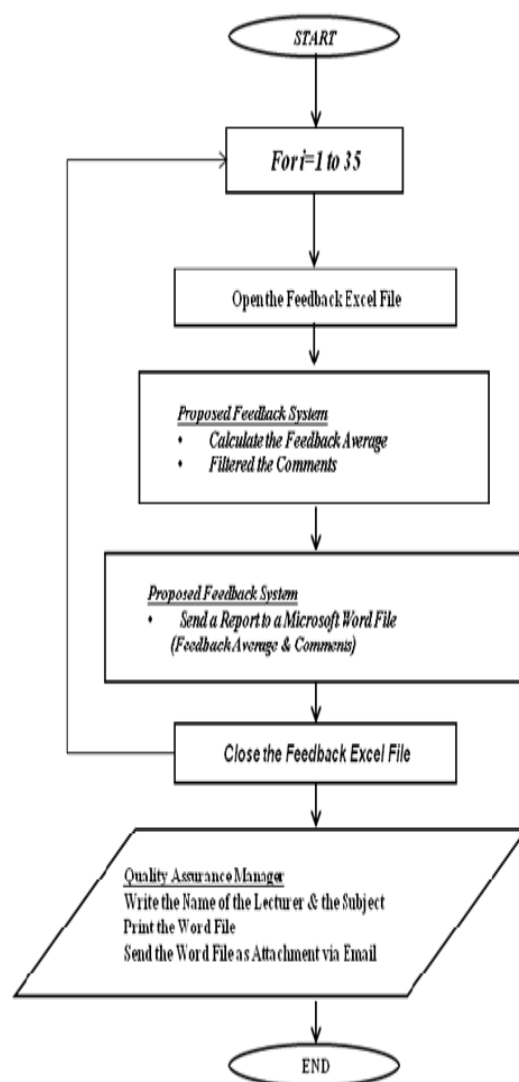 START
For i=1 to 35
Open the Feedback Excel File
Proposed Feedback System
• Calculate the Feedback Average
• Filtered the Comments
Proposed Feedback System
• Send a Report to a Microsoft Word File
(Feedback Average & Comments)
Close the Feedback Excel File
Quality Assurance Manager
Write the Name of the Lecturer & the Subject
Print the Word File
Send the Word File as Attachment via Email
END